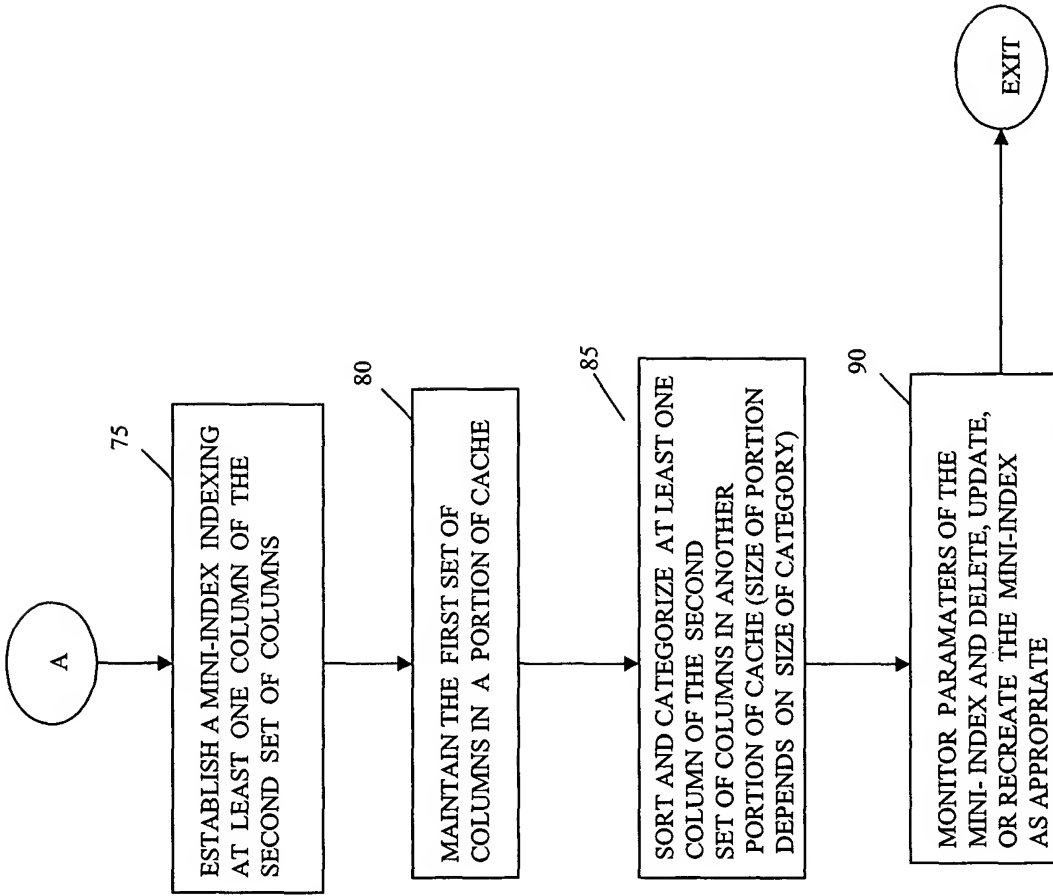 A
75
ESTABLISH A MINI-INDEX INDEXING
AT LEAST ONE COLUMN OF THE
SECOND SET OF COLUMNS
80
MAINTAIN THE FIRST SET OF
COLUMNS IN A PORTION OF CACHE
85
SORT AND CATEGORIZE AT LEAST ONE
COLUMN OF THE SECOND
SET OF COLUMNS IN ANOTHER
PORTION OF CACHE (SIZE OF PORTION
DEPENDS ON SIZE OF CATEGORY)
90
MONITOR PARAMATERS OF THE
MINI- INDEX AND DELETE, UPDATE,
OR RECREATE THE MINI-INDEX
AS APPROPRIATE
EXIT